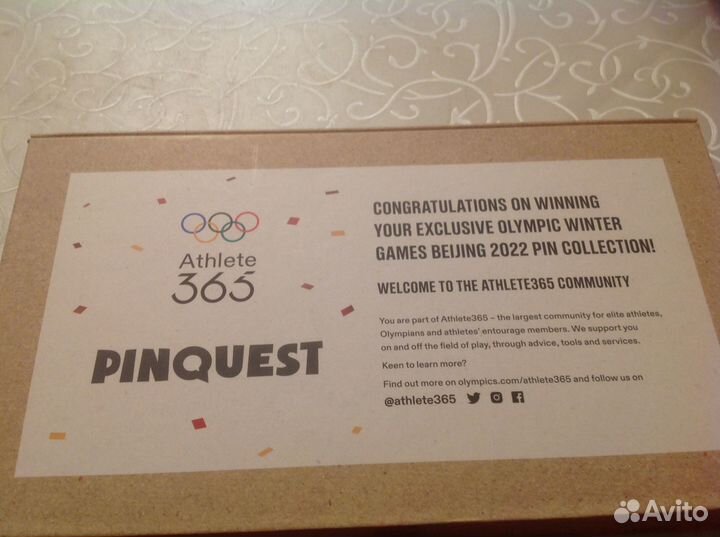 Athlete
365
PINQUEST
CONGRATULATIONS ON WINNING
YOUR EXCLUSIVE OLYMPIC WINTER
GAMES BEIJING 2022 PIN COLLECTION!
WELCOME TO THE ATHLETE365 COMMUNITY
You are part of Athlete365 – the largest community for elite athletes,
Olympians and athletes' entourage members. We support you
on and off the field of play, through advice, tools and services.
Keen to learn more?
Find out more on olympics.com/athlete365 and follow us on
@athlete365
Avito